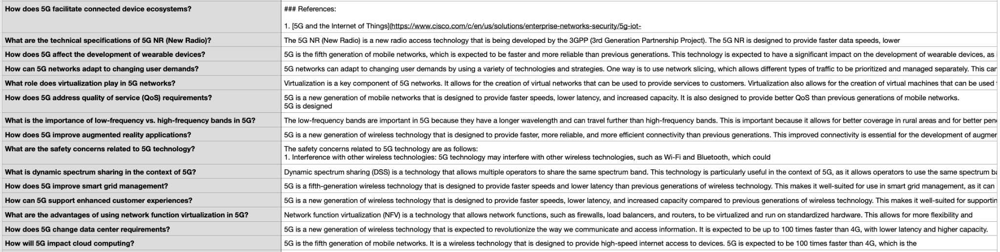 How does 5G facilitate connected device ecosystems?
### References:
1. [5G and the Internet of Things](https://www.cisco.com/c/en/us/solutions/enterprise-networks-security/5g-iot-
What are the technical specifications of 5G NR (New Radio)?
The 5G NR (New Radio) is a new radio access technology that is being developed by the 3GPP (3rd Generation Partnership Project). The 5G NR is designed to provide faster data speeds, lower
How does 5G affect the development of wearable devices?
5G is the fifth generation of mobile networks, which is expected to be faster and more reliable than previous generations. This technology is expected to have a significant impact on the development of wearable devices, as
How can 5G networks adapt to changing user demands?
5G networks can adapt to changing user demands by using a variety of technologies and strategies. One way is to use network slicing, which allows different types of traffic to be prioritized and managed separately. This can
What role does virtualization play in 5G networks?
Virtualization is a key component of 5G networks. It allows for the creation of virtual networks that can be used to provide services to customers. Virtualization also allows for the creation of virtual machines that can be used
How does 5G address quality of service (QoS) requirements?
5G is a new generation of mobile networks that is designed to provide faster speeds, lower latency, and increased capacity. It is also designed to provide better QoS than previous generations of mobile networks.
5G is designed
What is the importance of low-frequency vs. high-frequency bands in 5G?
The low-frequency bands are important in 5G because they have a longer wavelength and can travel further than high-frequency bands. This is important because it allows for better coverage in rural areas and for better pen
How does 5G improve augmented reality applications?
5G is a new generation of wireless technology that is designed to provide faster, more reliable, and more efficient connectivity than previous generations. This improved connectivity is essential for the development of augmen
What are the safety concerns related to 5G technology?
The safety concerns related to 5G technology are as follows:
1. Interference with other wireless technologies: 5G technology may interfere with other wireless technologies, such as Wi-Fi and Bluetooth, which could
What is dynamic spectrum sharing in the context of 5G?
Dynamic spectrum sharing (DSS) is a technology that allows multiple operators to share the same spectrum band. This technology is particularly useful in the context of 5G, as it allows operators to use the same spectrum ba
How does 5G improve smart grid management?
5G is a fifth-generation wireless technology that is designed to provide faster speeds and lower latency than previous generations of wireless technology. This makes it well-suited for use in smart grid management, as it can
How can 5G support enhanced customer experiences?
5G is a new generation of wireless technology that is designed to provide faster speeds, lower latency, and increased capacity compared to previous generations of wireless technology. This makes it well-suited for supportin
What are the advantages of using network function virtualization in 5G?
Network function virtualization (NFV) is a technology that allows network functions, such as firewalls, load balancers, and routers, to be virtualized and run on standardized hardware. This allows for more flexibility and
How does 5G change data center requirements?
5G is a new generation of wireless technology that is expected to revolutionize the way we communicate and access information. It is expected to be up to 100 times faster than 4G, with lower latency and higher capacity.
How will 5G impact cloud computing?
5G is the fifth generation of mobile networks. It is a wireless technology that is designed to provide high-speed internet access to devices. 5G is expected to be 100 times faster than 4G, which is the